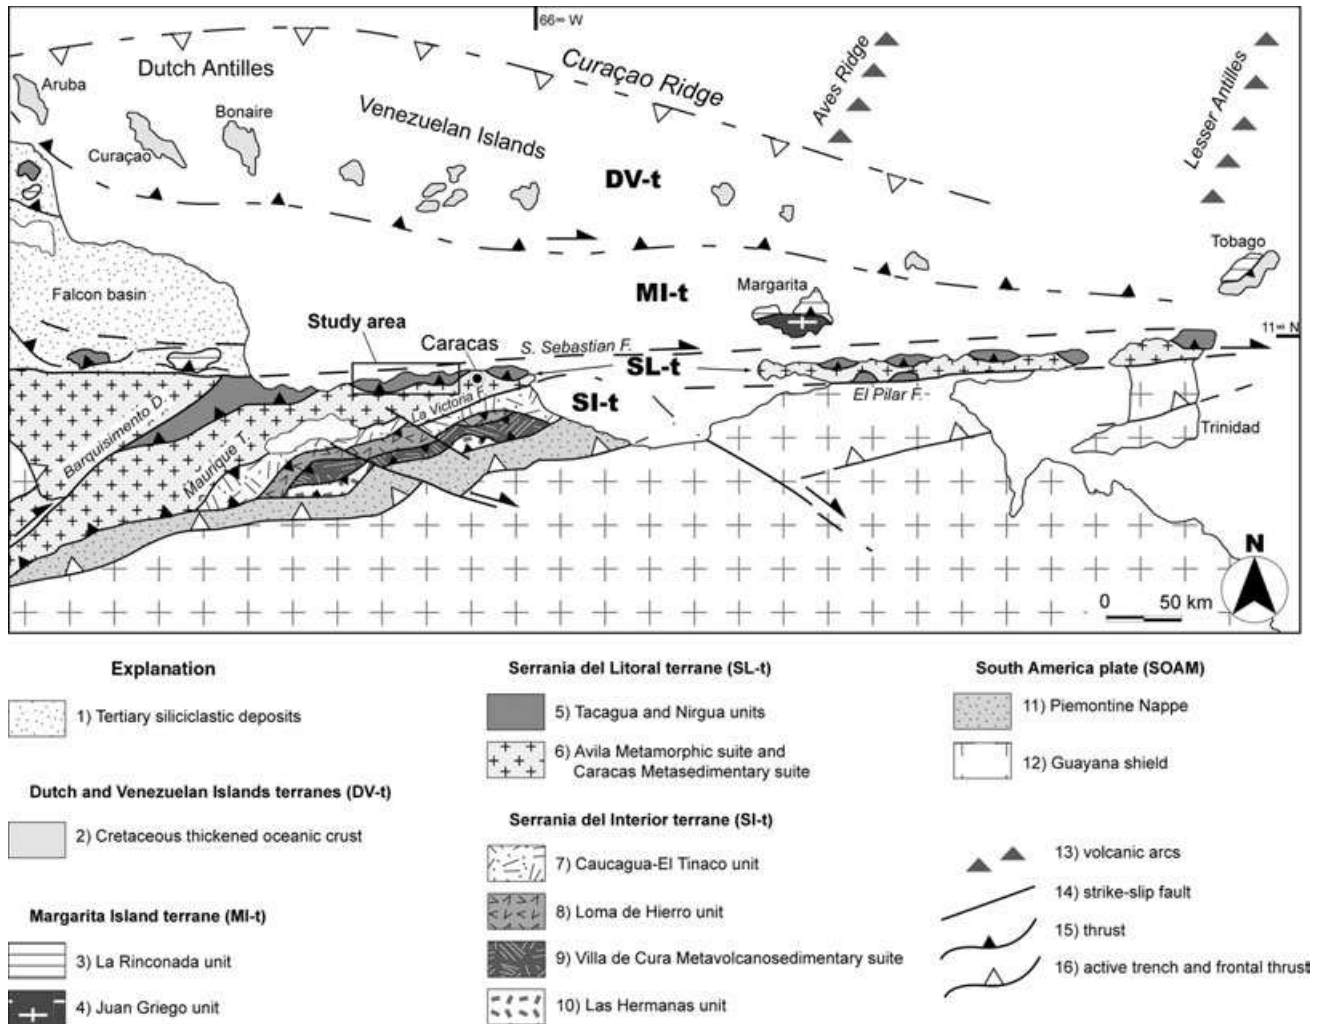 66∞ W
Dutch Antilles
Curaçao Ridge
Aves Ridge
Lesser Antilles
Aruba
Bonaire
Curaçao
Venezuelan Islands
DV-t
Tobago
Falcon basin
MI-t
Margarita
Study area
11∞ N
Caracas
S. Sebastian F.
SL-t
SI-t
El Pilar F.
La Victoria F.
Barquisimento D.
Maurique T.
Trinidad
N
0 50 km
Explanation
1) Tertiary siliciclastic deposits
Dutch and Venezuelan Islands terranes (DV-t)
2) Cretaceous thickened oceanic crust
Margarita Island terrane (MI-t)
3) La Rinconada unit
4) Juan Griego unit
Serrania del Litoral terrane (SL-t)
5) Tacagua and Nirgua units
6) Avila Metamorphic suite and
Caracas Metasedimentary suite
Serrania del Interior terrane (SI-t)
7) Caucagua-El Tinaco unit
8) Loma de Hierro unit
9) Villa de Cura Metavolcanosedimentary suite
10) Las Hermanas unit
South America plate (SOAM)
11) Piemontine Nappe
12) Guayana shield
13) volcanic arcs
14) strike-slip fault
15) thrust
16) active trench and frontal thrust